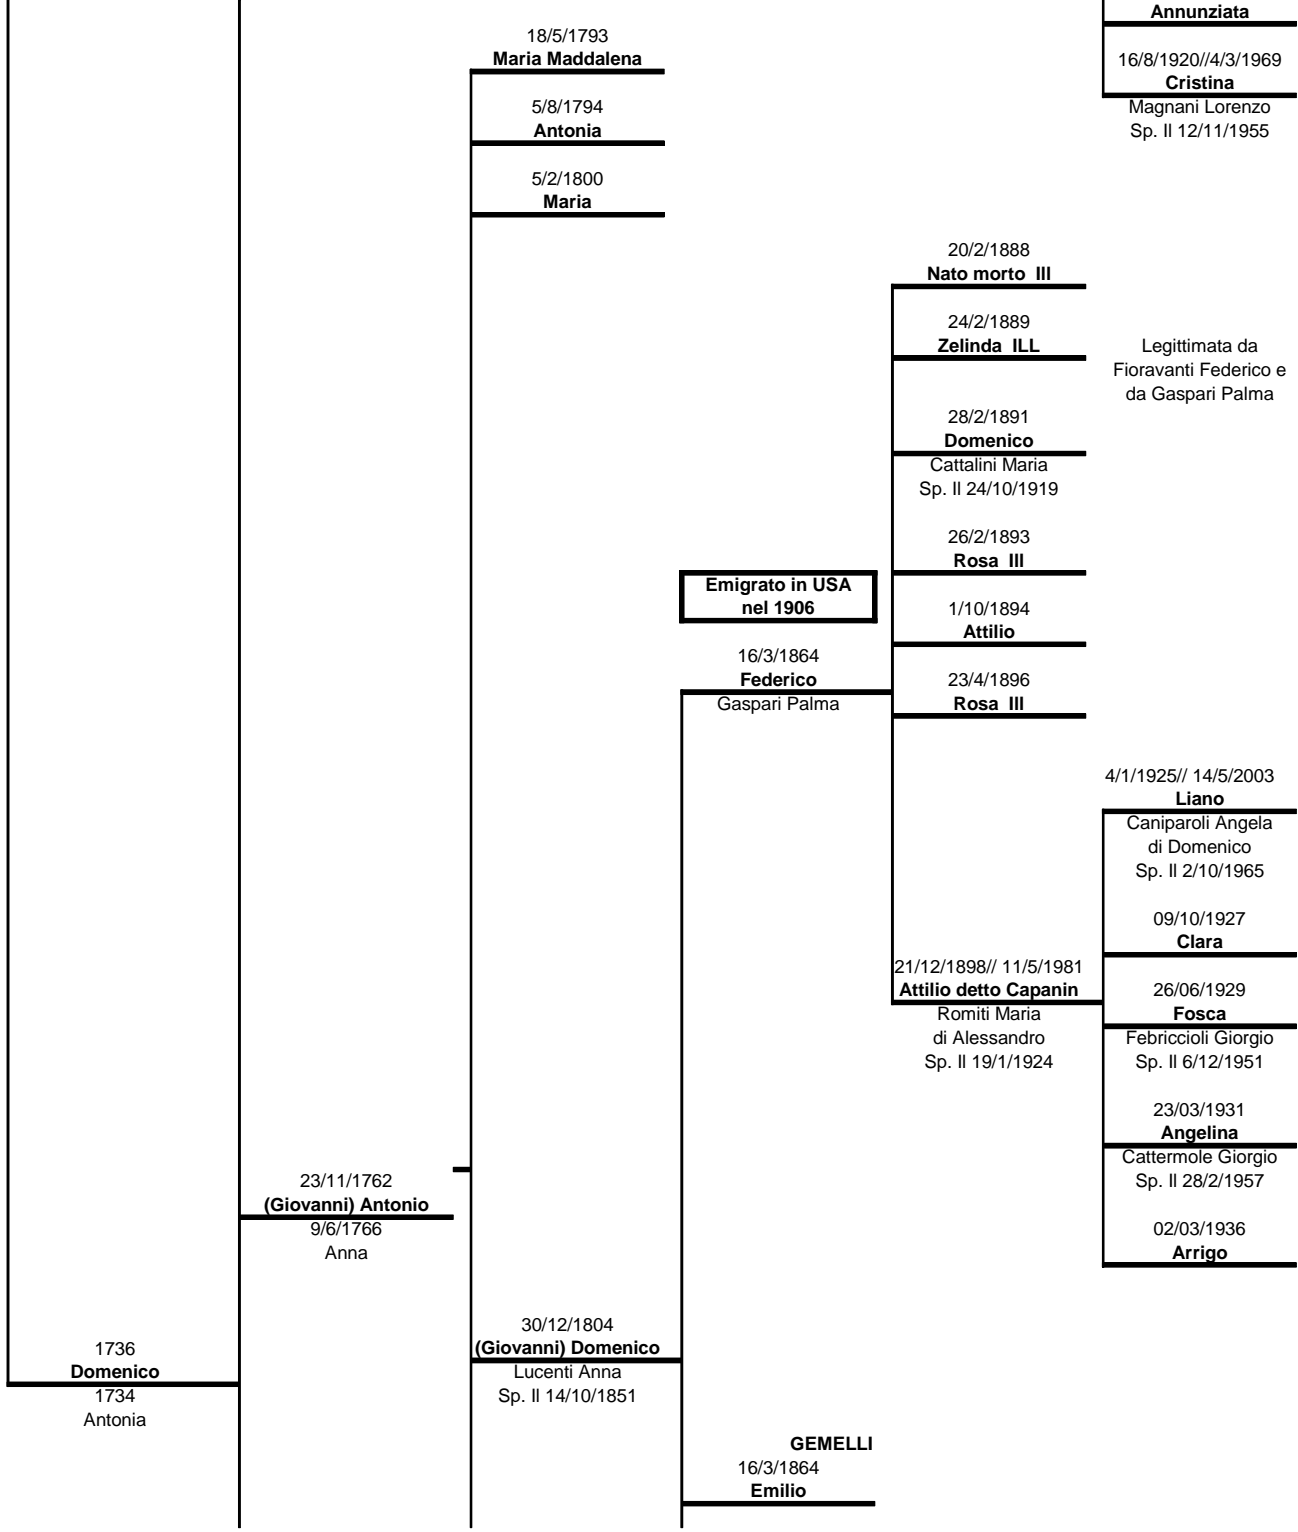 Annunziata
18/5/1793
Maria Maddalena
16/8/1920//4/3/1969
Cristina
Magnani Lorenzo
Sp. Il 12/11/1955
5/8/1794
Antonia
5/2/1800
Maria
20/2/1888
Nato morto  III
24/2/1889
Zelinda  ILL
Legittimata da
Fioravanti Federico e
da Gaspari Palma
28/2/1891
Domenico
Cattalini Maria
Sp. Il 24/10/1919
26/2/1893
Rosa  III
Emigrato in USA
nel 1906
1/10/1894
Attilio
16/3/1864
Federico
Gaspari Palma
23/4/1896
Rosa  III
4/1/1925// 14/5/2003
Liano
Caniparoli Angela
di Domenico
Sp. Il 2/10/1965
09/10/1927
Clara
21/12/1898// 11/5/1981
Attilio detto Capanin
Romiti Maria
di Alessandro
Sp. Il 19/1/1924
26/06/1929
Fosca
Febriccioli Giorgio
Sp. Il 6/12/1951
23/03/1931
Angelina
Cattermole Giorgio
Sp. Il 28/2/1957
23/11/1762
(Giovanni) Antonio
9/6/1766
Anna
02/03/1936
Arrigo
30/12/1804
(Giovanni) Domenico
Lucenti Anna
Sp. Il 14/10/1851
1736
Domenico
1734
Antonia
GEMELLI
16/3/1864
Emilio